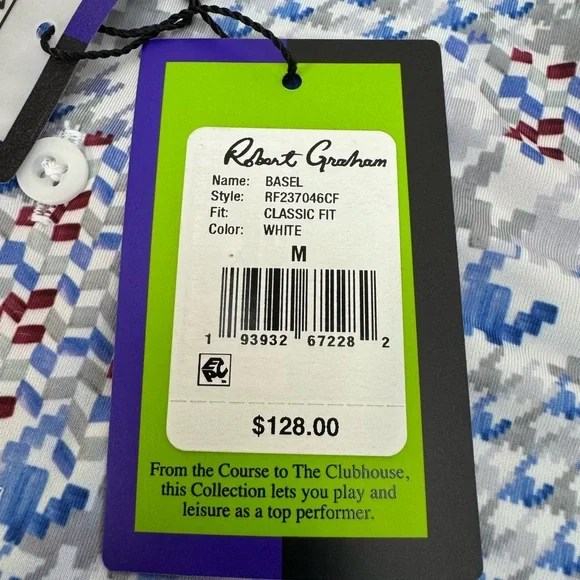 Robert Graham
Name: BASEL
Style: RF237046CF
Fit: CLASSIC FIT
Color: WHITE
M
1 93932 67228 2
$128.00
From the Course to The Clubhouse,
this Collection lets you play and
leisure as a top performer.